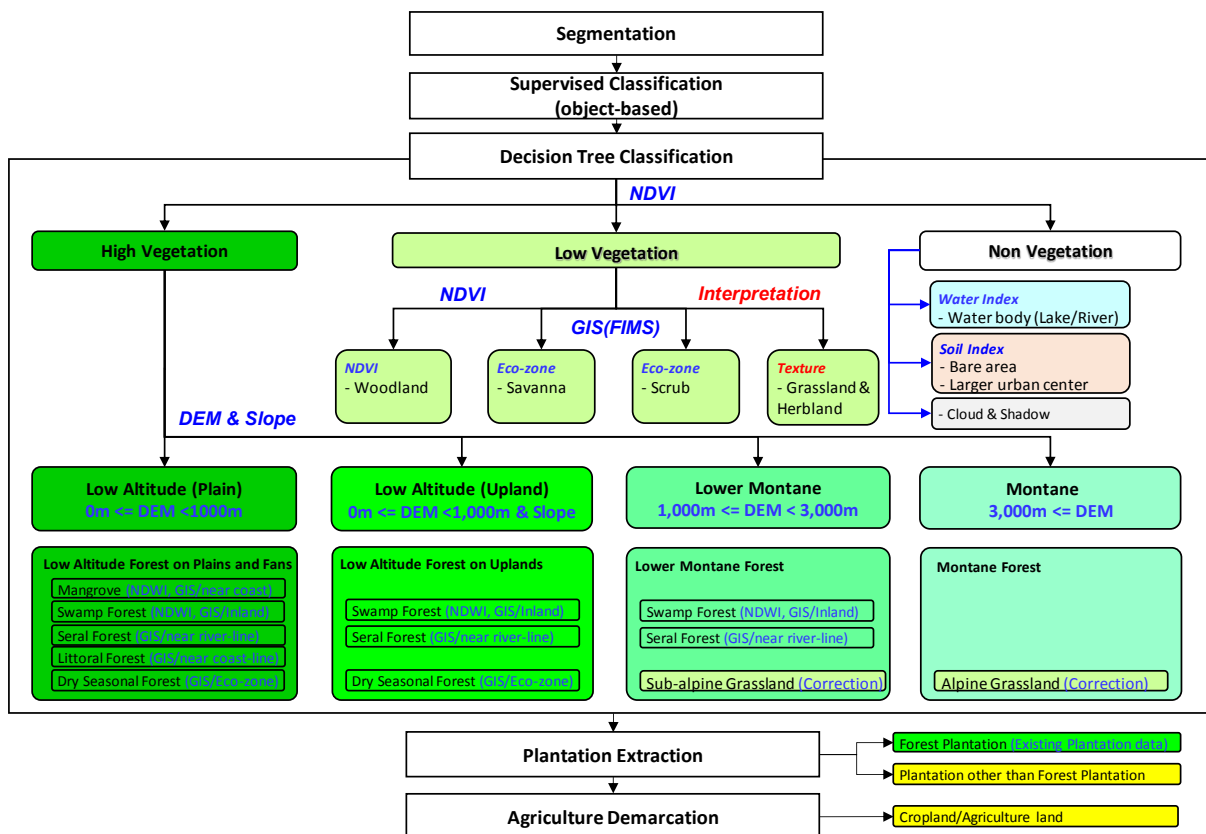 Segmentation
Supervised Classification
(object-based)
Decision Tree Classification
NDVI
High Vegetation
Low Vegetation
Non Vegetation
NDVI
Interpretation
GIS(FIMS)
NDVI
- Woodland
Eco-zone
- Savanna
Eco-zone
- Scrub
Texture
- Grassland &
Herbland
Water Index
- Water body (Lake/River)
Soil Index
- Bare area
- Larger urban center
- Cloud & Shadow
DEM & Slope
Low Altitude (Plain)
0m <= DEM <1000m
Low Altitude (Upland)
0m <= DEM <1,000m & Slope
Lower Montane
1,000m <= DEM < 3,000m
Montane
3,000m <= DEM
Low Altitude Forest on Plains and Fans
Mangrove (NDWI, GIS/near coast)
Swamp Forest (NDWI, GIS/Inland)
Seral Forest (GIS/near river-line)
Littoral Forest (GIS/near coast-line)
Dry Seasonal Forest (GIS/Eco-zone)
Low Altitude Forest on Uplands
Swamp Forest (NDWI, GIS/Inland)
Seral Forest (GIS/near river-line)
Dry Seasonal Forest (GIS/Eco-zone)
Lower Montane Forest
Swamp Forest (NDWI, GIS/Inland)
Seral Forest (GIS/near river-line)
Sub-alpine Grassland (Correction)
Montane Forest
Alpine Grassland (Correction)
Plantation Extraction
Forest Plantation (Existing Plantation data)
Plantation other than Forest Plantation
Agriculture Demarcation
Cropland/Agriculture land